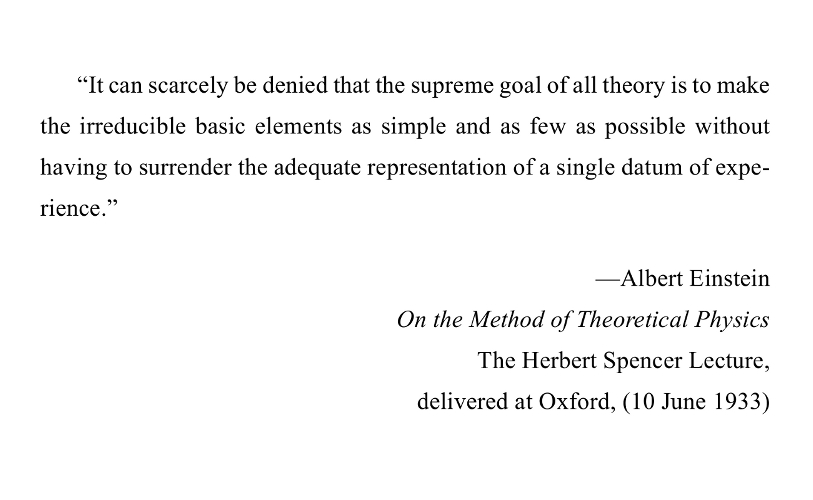 “It can scarcely be denied that the supreme goal of all theory is to make
the irreducible basic elements as simple and as few as possible without
having to surrender the adequate representation of a single datum of expe-
rience.”
—Albert Einstein
On the Method of Theoretical Physics
The Herbert Spencer Lecture,
delivered at Oxford, (10 June 1933)